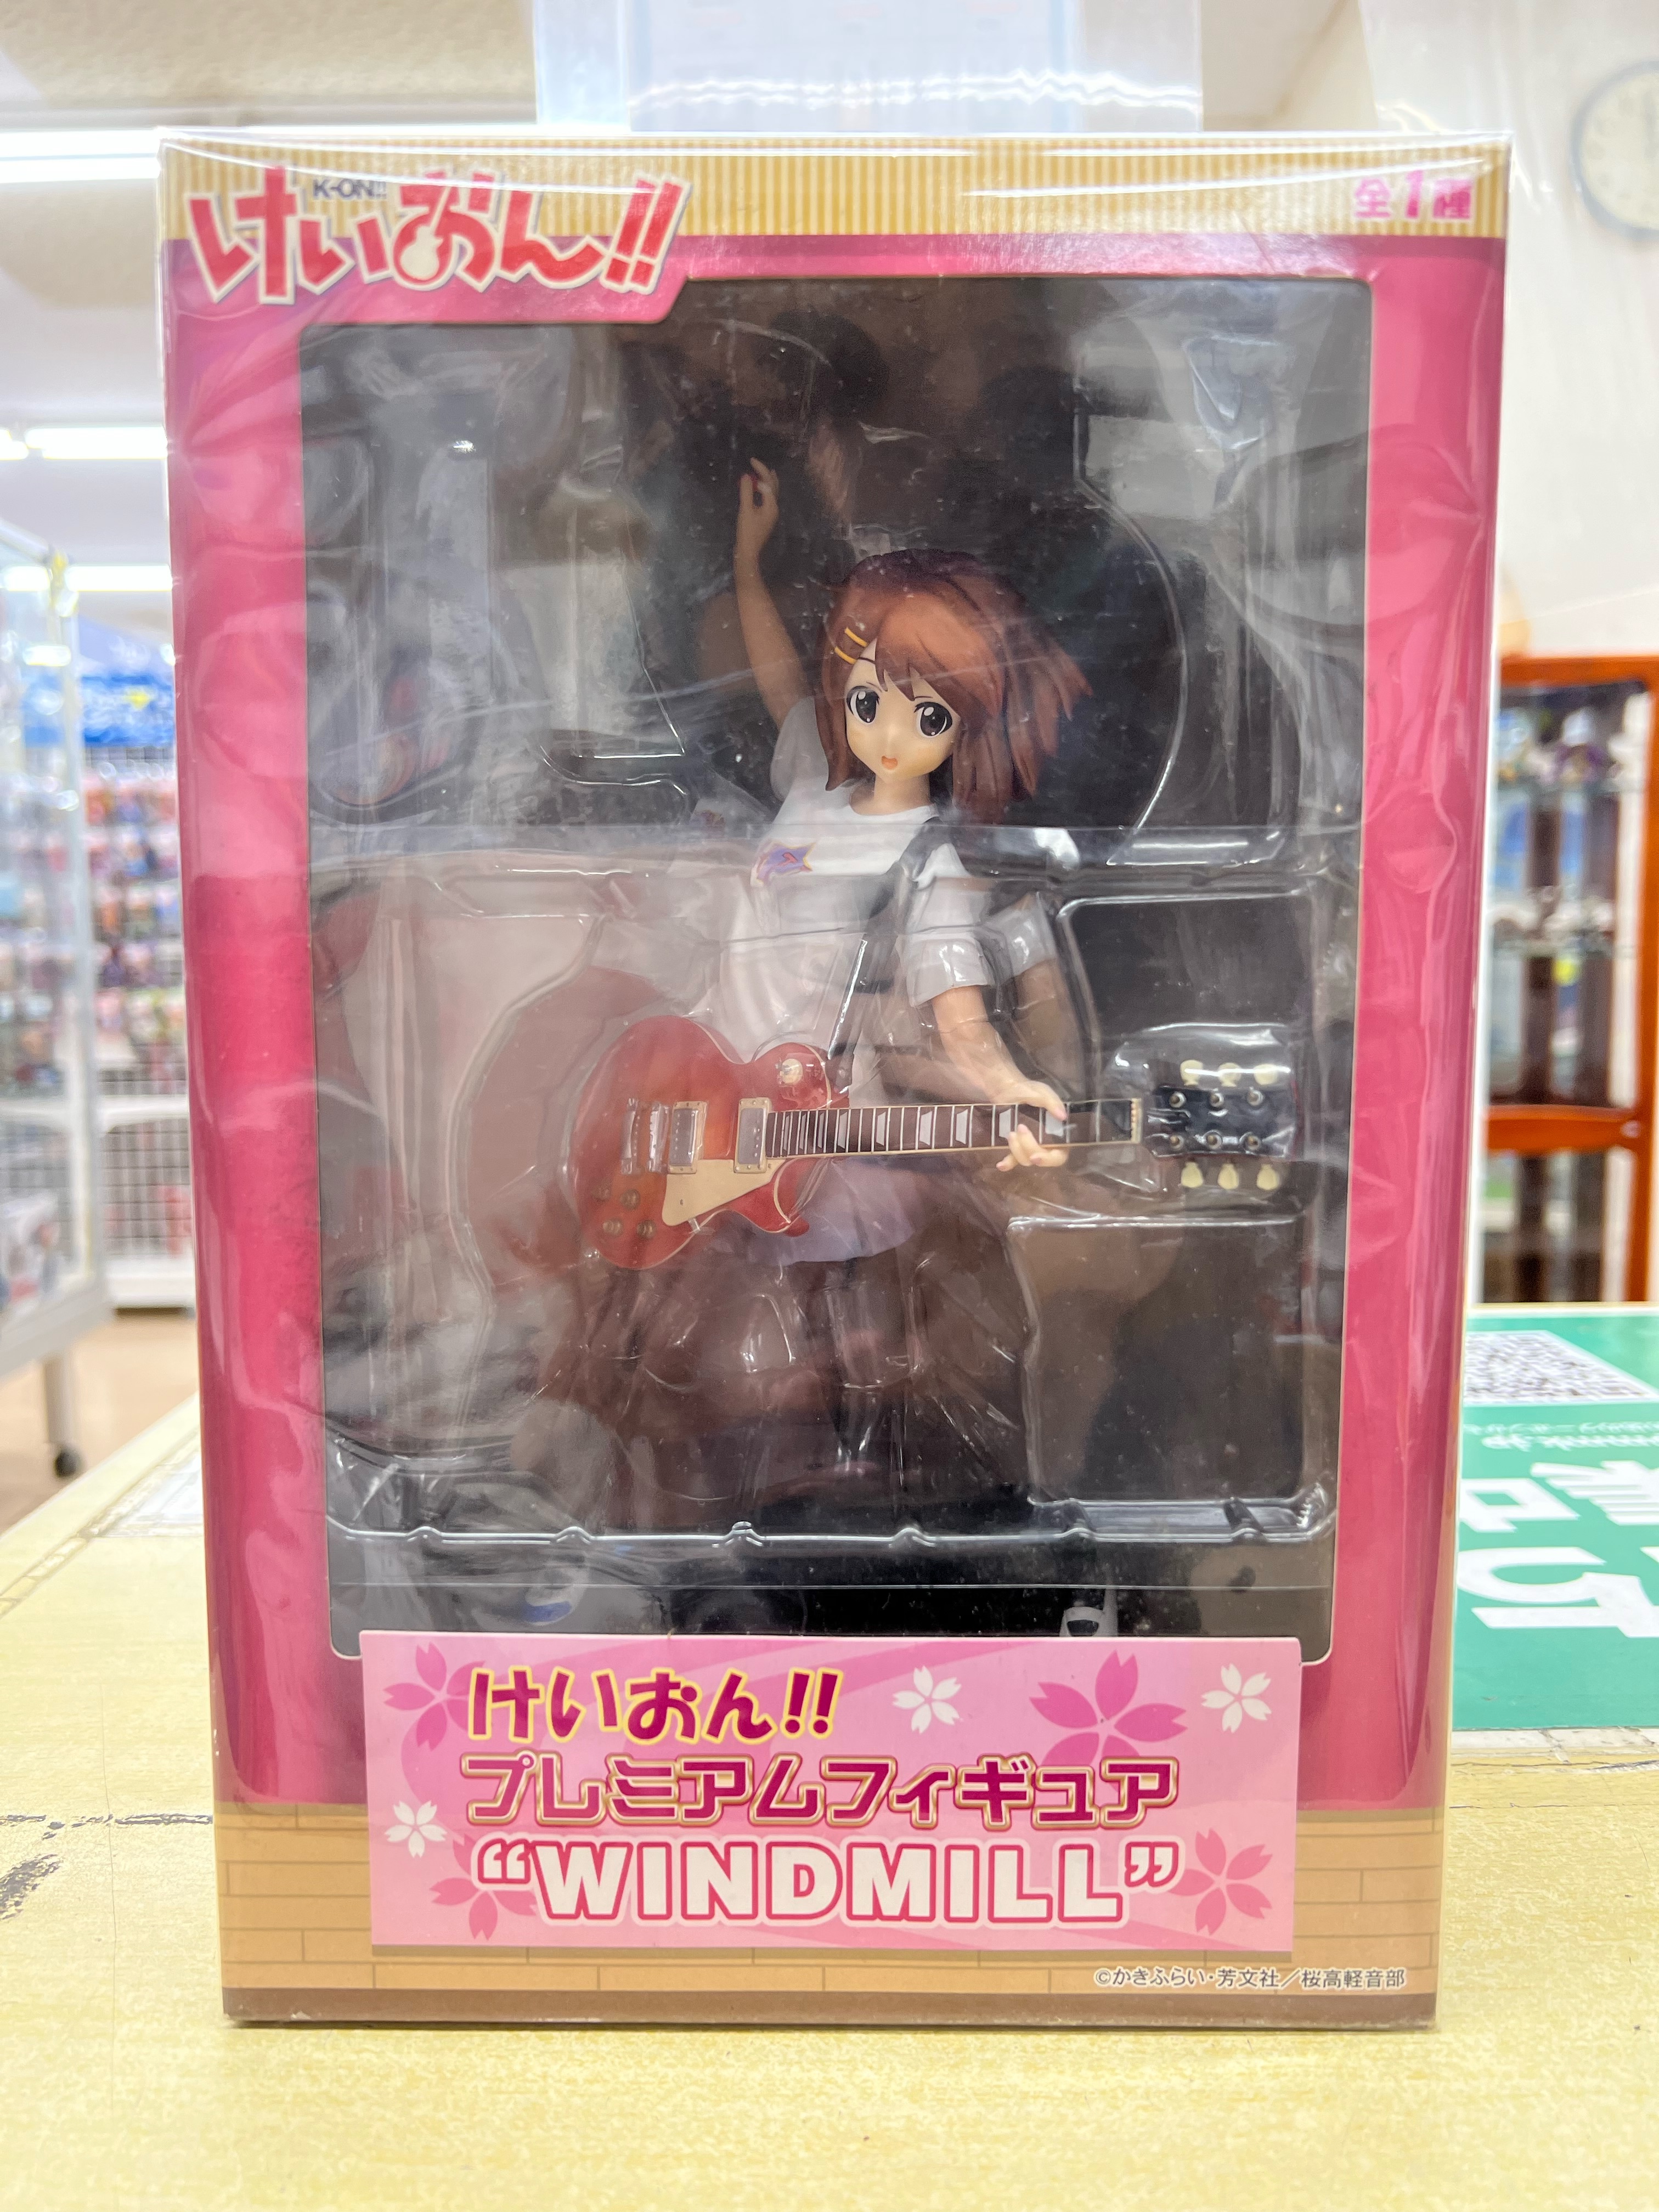 けいおん!!
K-ON!!
全1種
けいおん!!
プレミアムフィギュア
“WINDMILL”
©かきふらい・芳文社／桜高軽音部